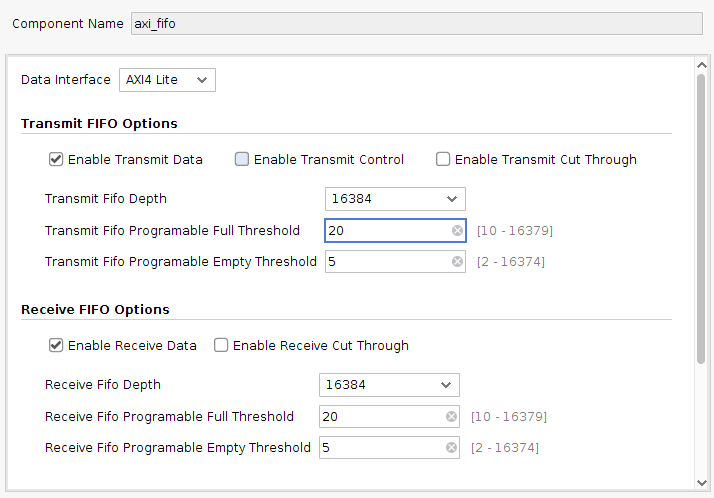 Component Name axi_fifo
Data Interface AXI4 Lite
Transmit FIFO Options
Enable Transmit Data Enable Transmit Control Enable Transmit Cut Through
Transmit Fifo Depth 16384
Transmit Fifo Programable Full Threshold 20 [10 - 16379]
Transmit Fifo Programable Empty Threshold 5 [2 - 16374]
Receive FIFO Options
Enable Receive Data Enable Receive Cut Through
Receive Fifo Depth 16384
Receive Fifo Programable Full Threshold 20 [10 - 16379]
Receive Fifo Programable Empty Threshold 5 [2 - 16374]